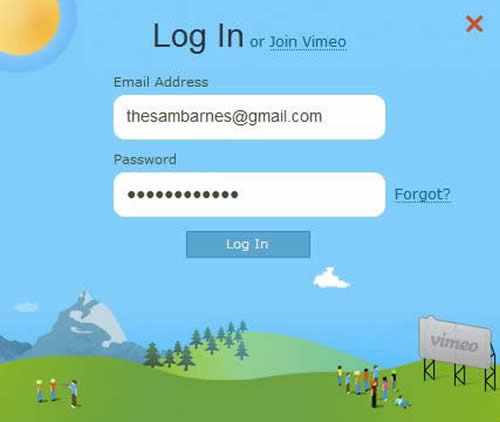 Log In or Join Vimeo
Email Address
thesambarnes@gmail.com
Password
●●●●●●●●●●●●
Forgot?
Log In
vimeo